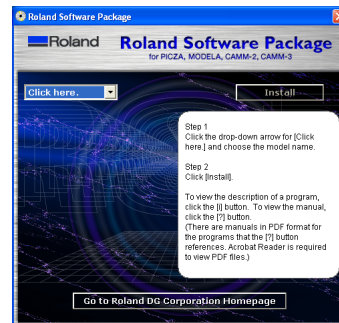 Roland Software Package
Roland
Roland Software Package
for PICZA, MODELA, CAMM-2, CAMM-3
Click here.
Install
Step 1
Click the drop-down arrow for [Click
here.] and choose the model name.
Step 2
Click [Install].
To view the description of a program,
click the [i] button. To view the manual,
click the [?] button.
(There are manuals in PDF format for
the programs that the [?] button
references. Acrobat Reader is required
to view PDF files.)
Go to Roland DG Corporation Homepage